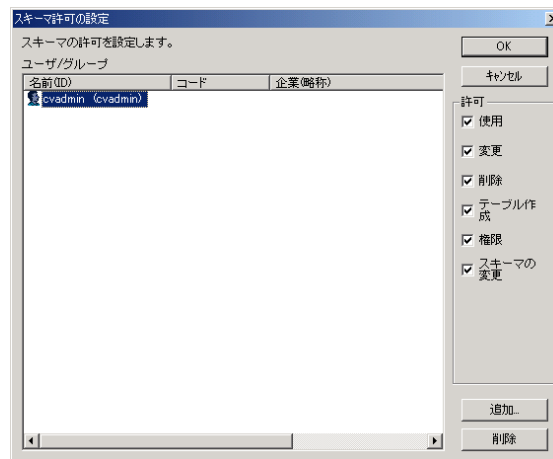 スキーマ許可の設定
スキーマの許可を設定します。
OK
ユーザ/グループ
キャンセル
名前(ID) コード 企業(略称)
cvadmin (cvadmin)
許可
使用
変更
削除
テーブル作
成
権限
スキーマの
変更
追加...
削除